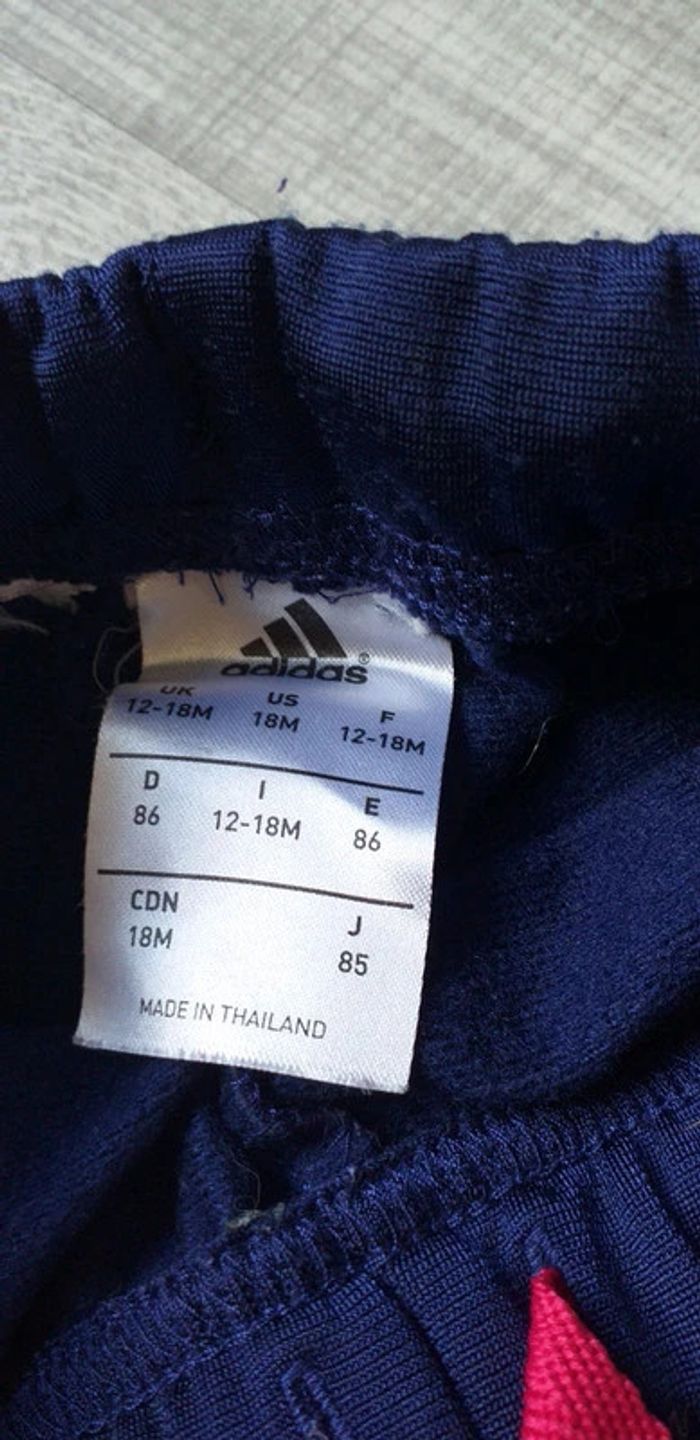 adidas®
UK US F
12-18M 18M 12-18M
D I E
86 12-18M 86
CDN J
18M 85
MADE IN THAILAND